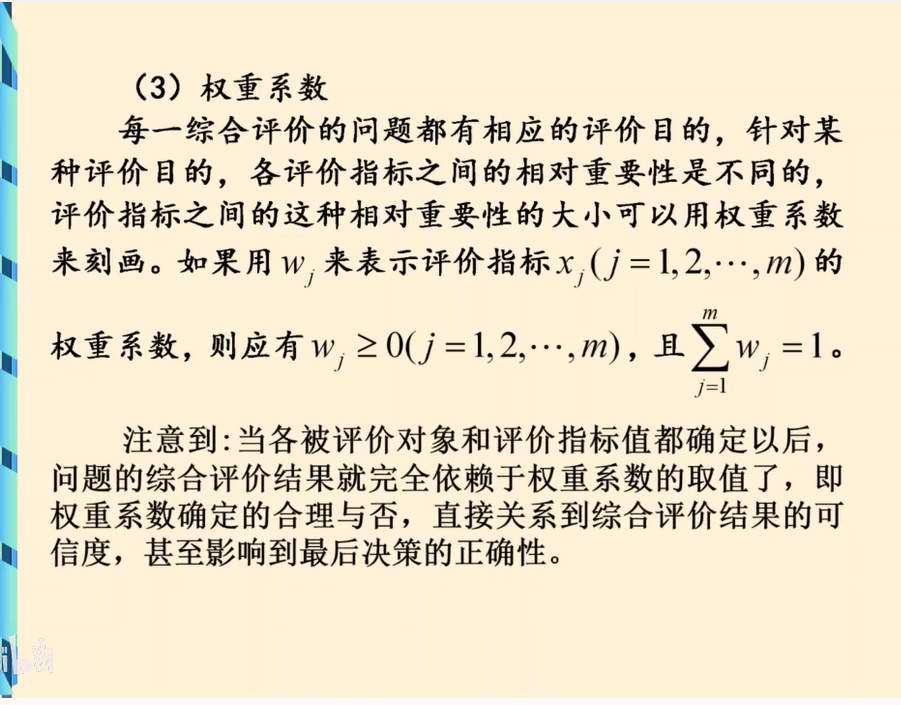 （3）权重系数
每一综合评价的问题都有相应的评价目的，针对某
种评价目的，各评价指标之间的相对重要性是不同的，
评价指标之间的这种相对重要性的大小可以用权重系数
来刻画。如果用 w_j 来表示评价指标 x_j (j = 1, 2, ⋯, m) 的
权重系数，则应有 w_j ≥ 0(j = 1, 2, ⋯, m)，且 \sum_{j=1}^{m} w_j = 1。
注意到：当各被评价对象和评价指标值都确定以后，
问题的综合评价结果就完全依赖于权重系数的取值了，即
权重系数确定的合理与否，直接关系到综合评价结果的可
信度，甚至影响到最后决策的正确性。